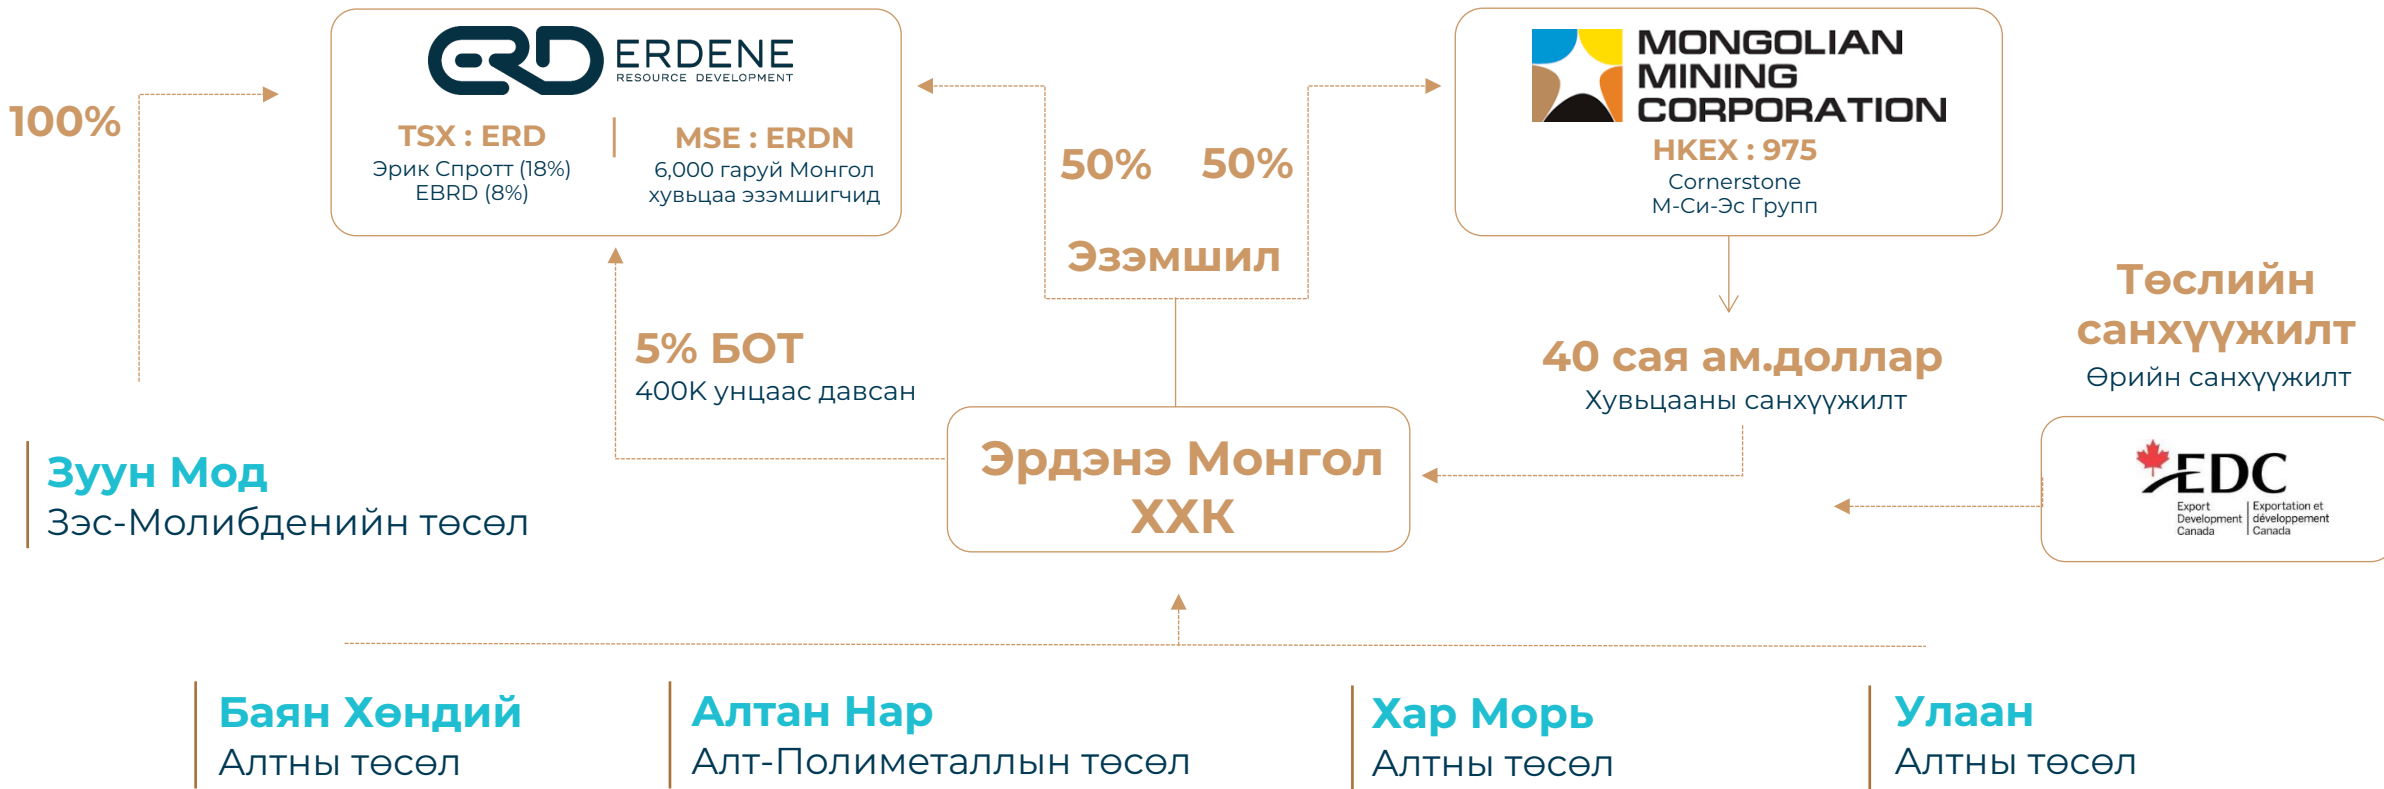 100%
ERD ERDENE
RESOURCE DEVELOPMENT
TSX : ERD
Эрик Спротт (18%)
EBRD (8%)
MSE : ERDN
6,000 гаруй Монгол
хувьцаа эзэмшигчид
50%
50%
Эзэмшил
MONGOLIAN
MINING
CORPORATION
HKEX : 975
Cornerstone
М-Си-Эс Групп
5% БОТ
400K унцаас давсан
40 сая ам.доллар
Хувьцааны санхүүжилт
Төслийн
санхүүжилт
Өрийн санхүүжилт
EDC
Export
Development
Canada
Exportation et
développement
Canada
Эрдэнэ Монгол
ХХК
Зуун Мод
Зэс-Молибденийн төсөл
Баян Хөндий
Алтны төсөл
Алтан Нар
Алт-Полиметаллын төсөл
Хар Морь
Алтны төсөл
Улаан
Алтны төсөл